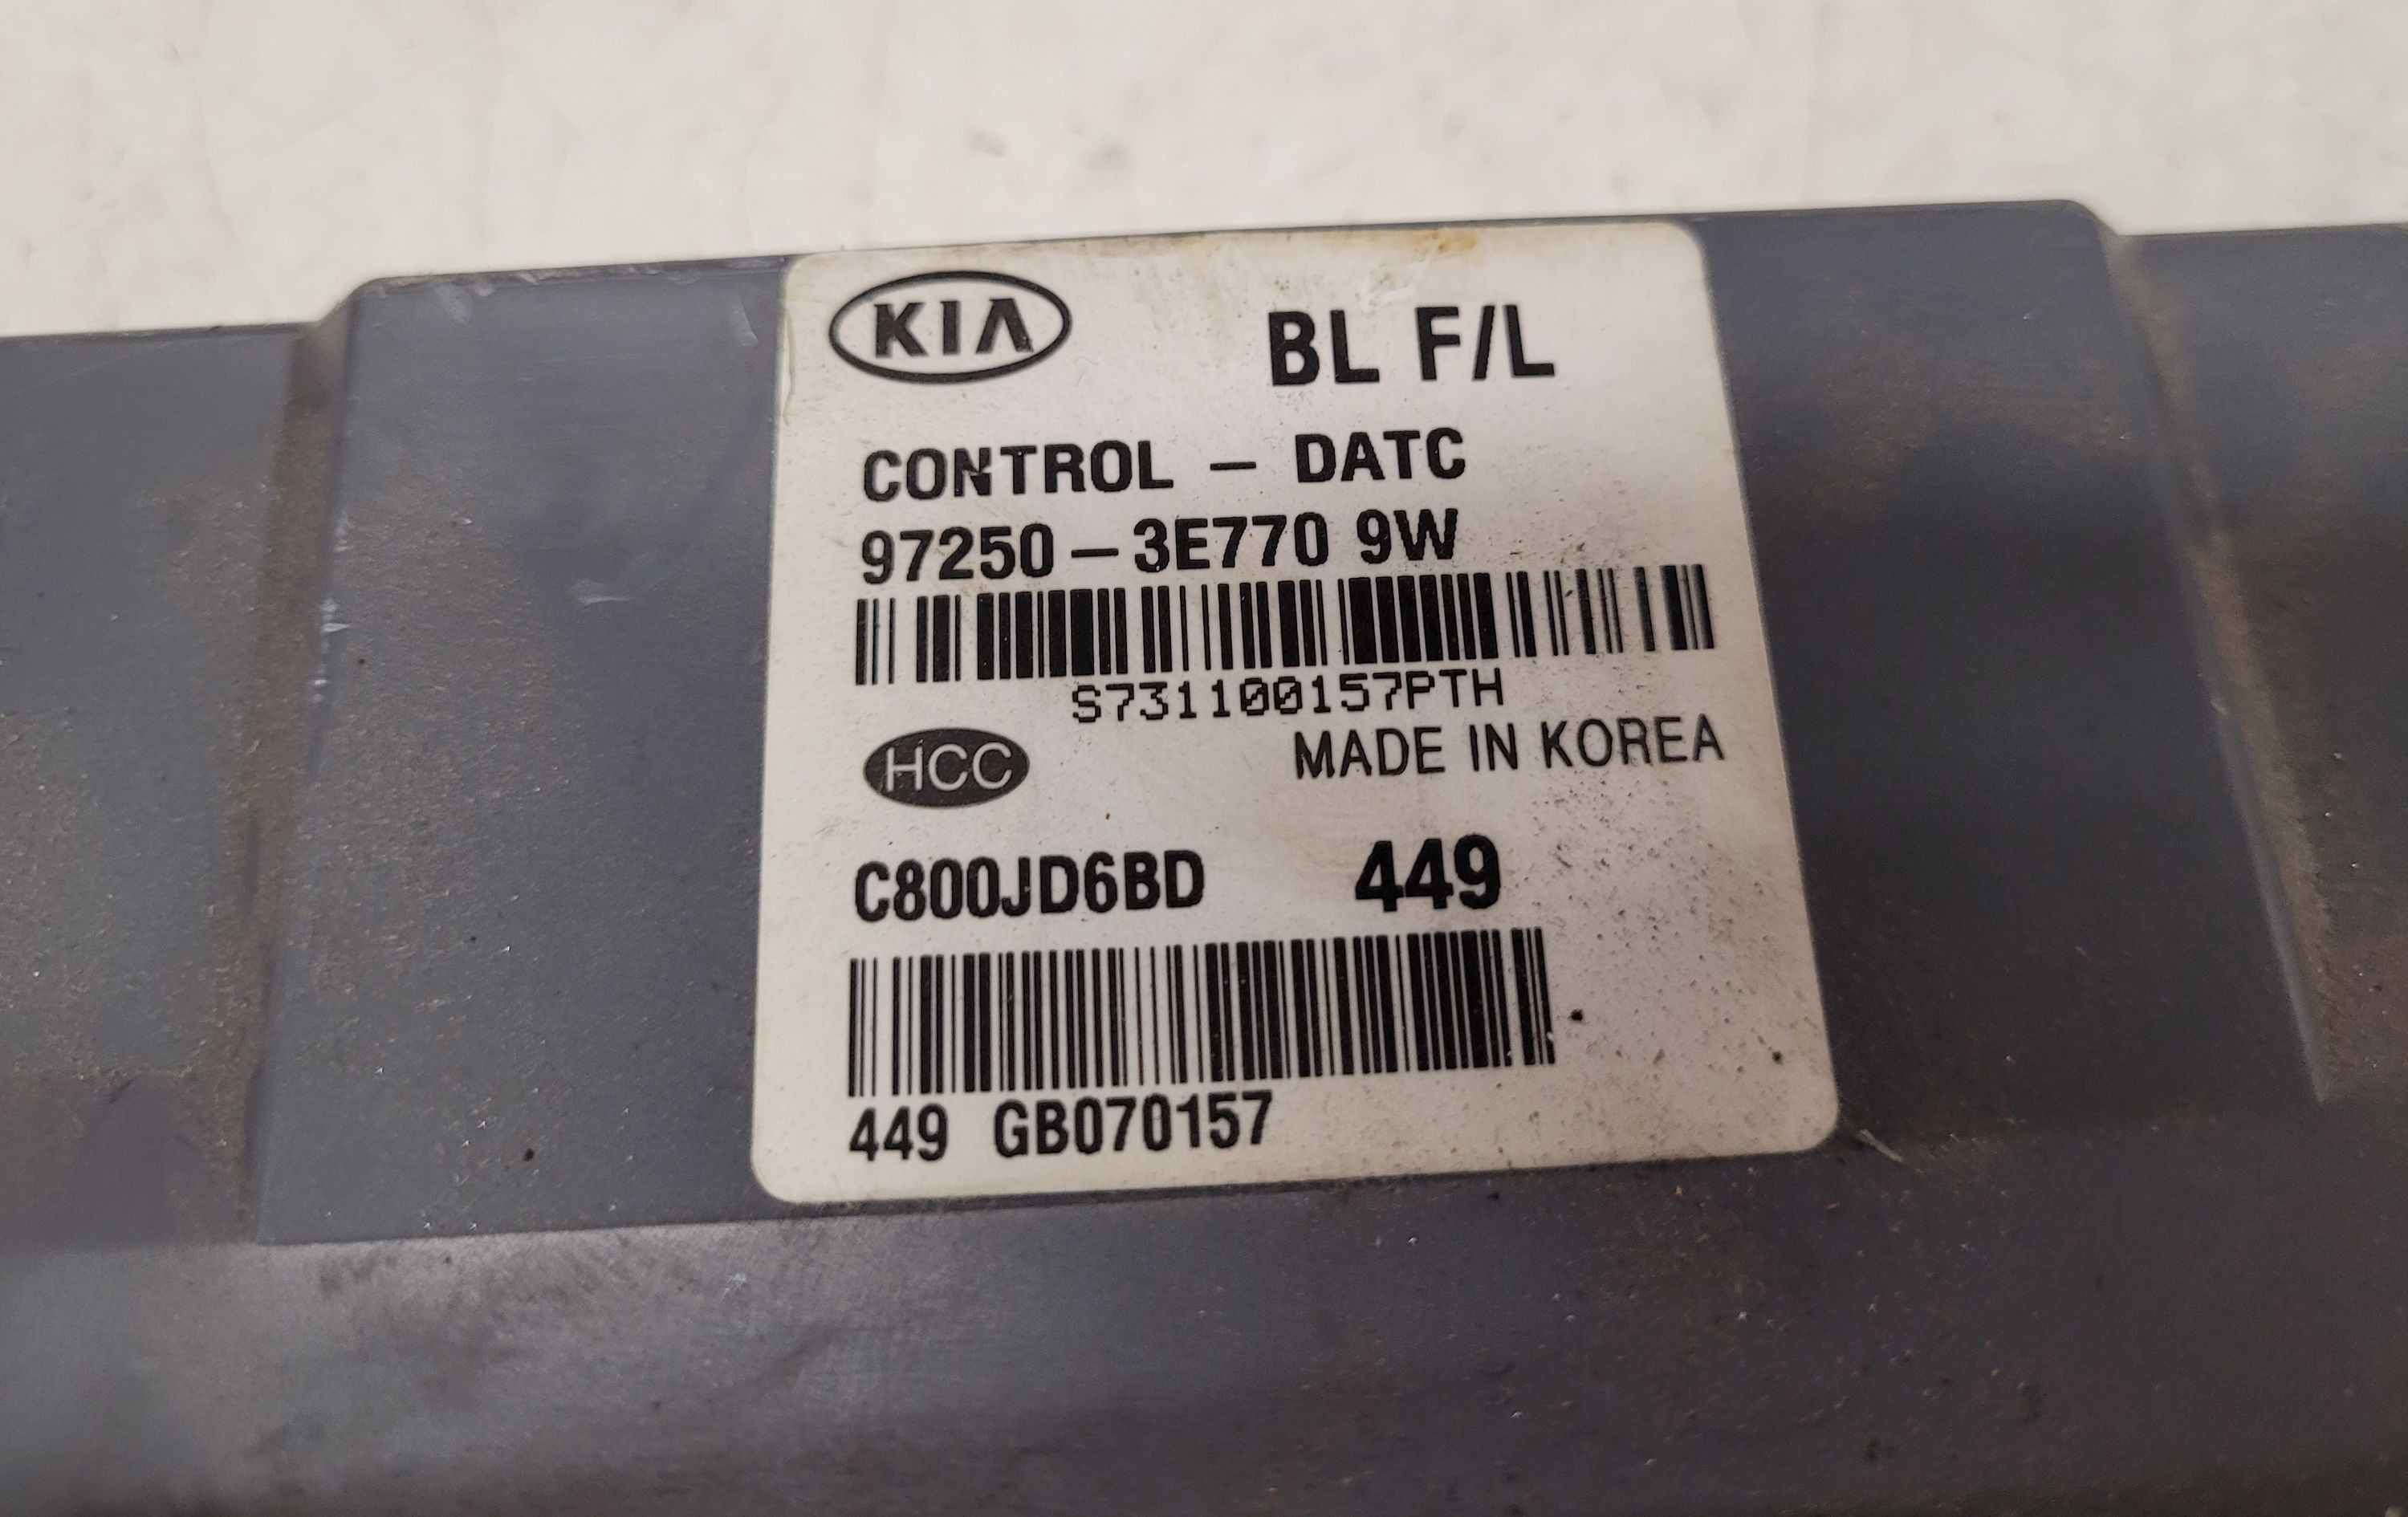 KIA BL F/L
CONTROL - DATC
97250-3E770 9W
S731100157PTH
HCC MADE IN KOREA
C800JD6BD 449
449 GB070157